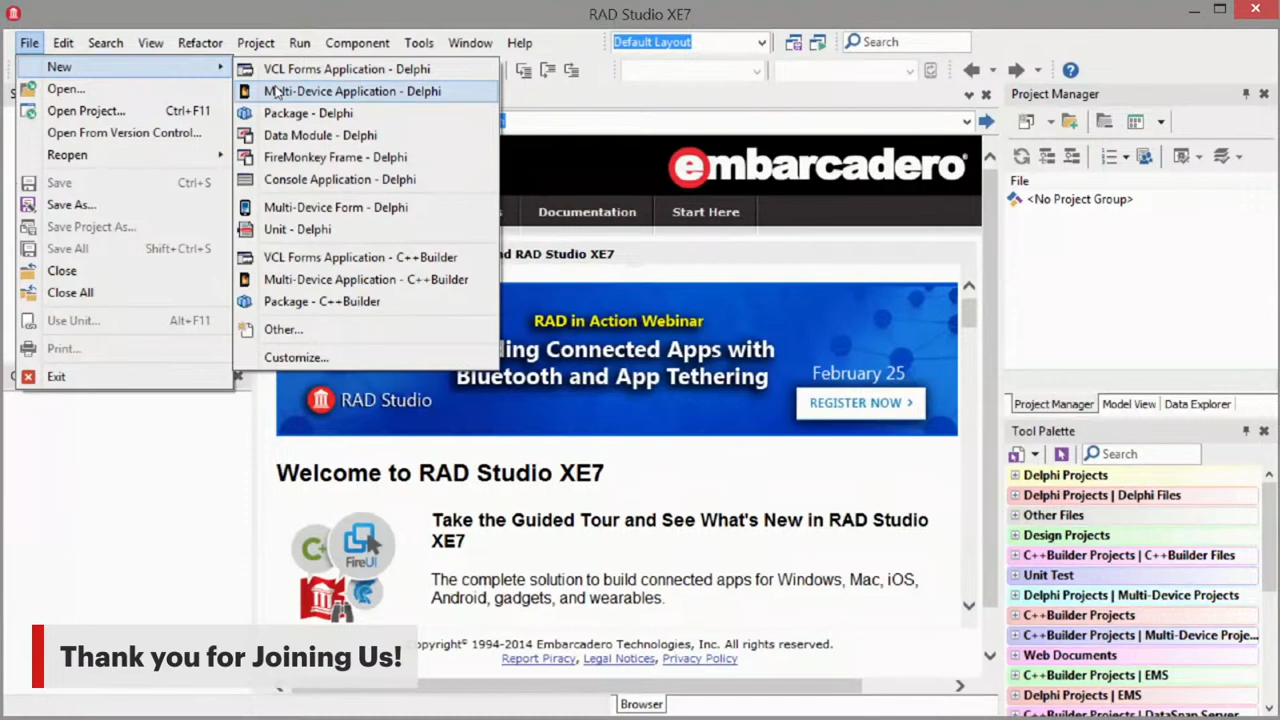 RAD Studio XE7
File Edit Search View Refactor Project Run Component Tools Window Help
Default Layout
Search
New
Open...
Open Project... Ctrl+F11
Open From Version Control...
Reopen
Save Ctrl+S
Save As...
Save Project As...
Save All Shift+Ctrl+S
Close
Close All
Use Unit... Alt+F11
Print...
Exit
VCL Forms Application - Delphi
Multi-Device Application - Delphi
Package - Delphi
Data Module - Delphi
FireMonkey Frame - Delphi
Console Application - Delphi
Multi-Device Form - Delphi
Unit - Delphi
VCL Forms Application - C++Builder
Multi-Device Application - C++Builder
Package - C++Builder
Other...
Customize...
embarcadero®
Documentation Start Here
RAD Studio XE7
RAD in Action Webinar
Connected Apps with
Bluetooth and App Tethering
February 25
REGISTER NOW >
RAD Studio
Welcome to RAD Studio XE7
C+
FireUI
Take the Guided Tour and See What's New in RAD Studio
XE7
The complete solution to build connected apps for Windows, Mac, iOS,
Android, gadgets, and wearables.
opyright© 1994-2014 Embarcadero Technologies, Inc. All rights reserved.
Report Piracy, Legal Notices, Privacy Policy
Browser
Project Manager
File
<No Project Group>
Project Manager Model View Data Explorer
Tool Palette
Search
Delphi Projects
Delphi Projects | Delphi Files
Other Files
Design Projects
C++Builder Projects | C++Builder Files
Unit Test
Delphi Projects | Multi-Device Projects
C++Builder Projects
C++Builder Projects | Multi-Device Proje...
Web Documents
C++Builder Projects | EMS
Delphi Projects | EMS
C++Builder Projects | DataSnap Server
Thank you for Joining Us!